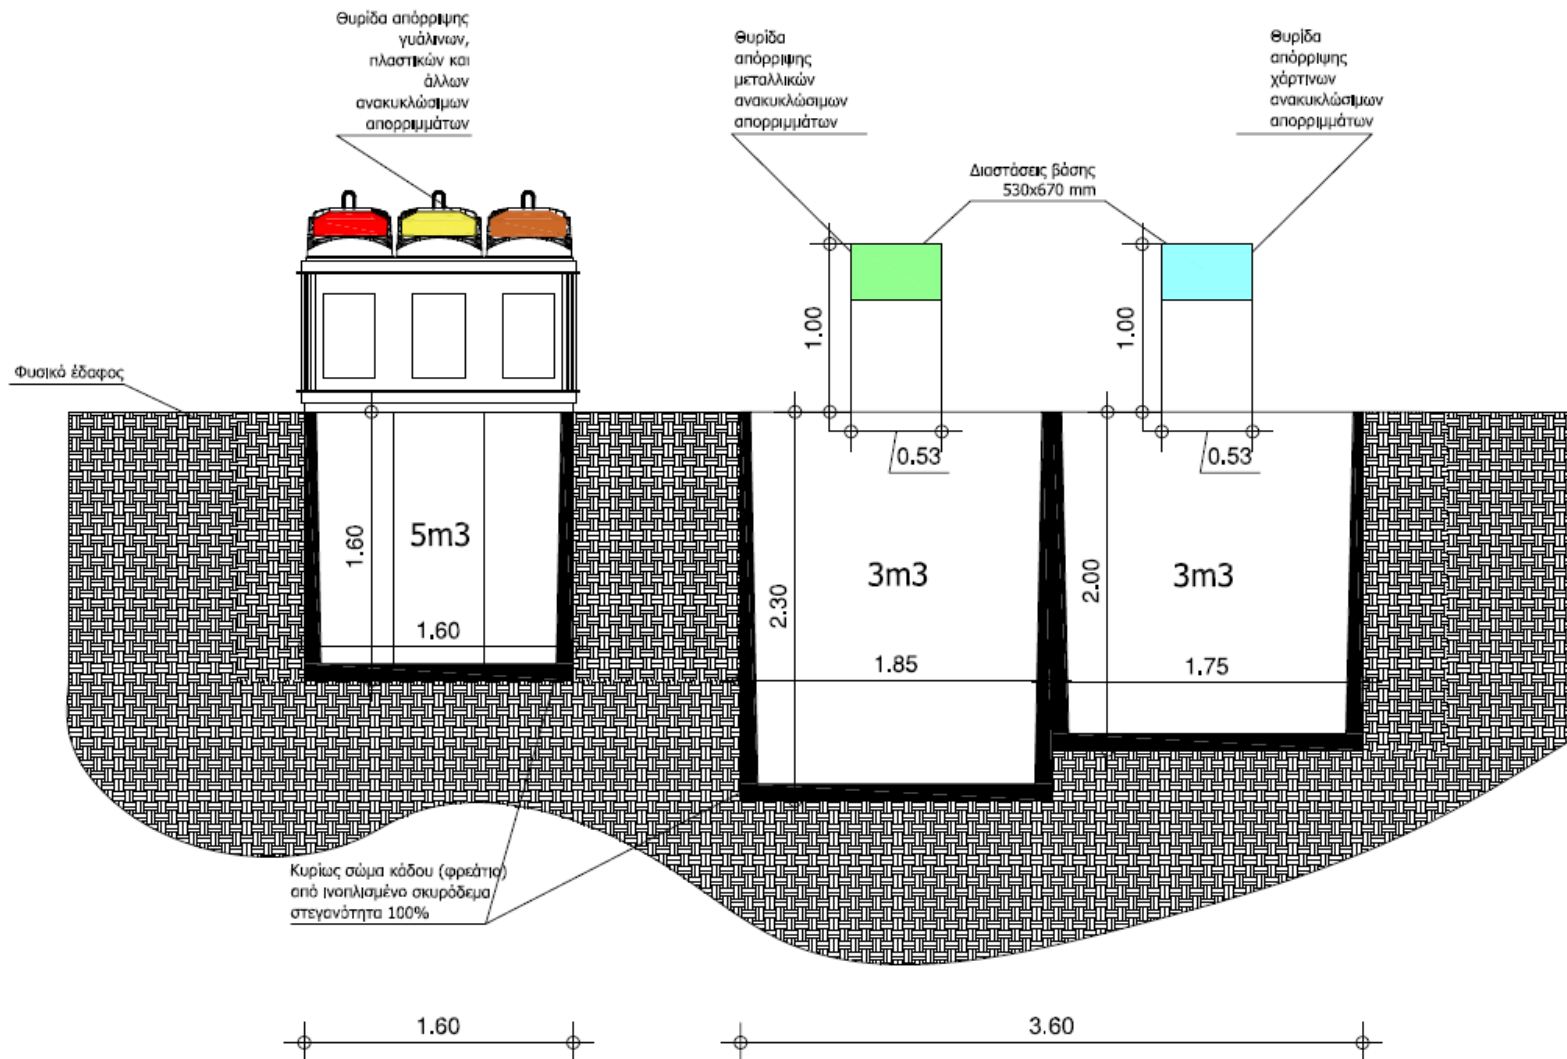 Θυρίδα απόρριψης
γυάλινων,
πλαστικών και
άλλων
ανακυκλώσιμων
απορριμμάτων
Θυρίδα
απόρριψης
μεταλλικών
ανακυκλώσιμων
απορριμμάτων
Θυρίδα
απόρριψης
χάρτινων
ανακυκλώσιμων
απορριμμάτων
Διαστάσεις βάσης
530x670 mm
1.00
1.00
Φυσικό έδαφος
0.53
0.53
1.60
5m3
1.60
2.30
3m3
1.85
2.00
3m3
1.75
Κυρίως σώμα κάδου (φρεάτιο)
από ινοπλισμένο σκυρόδεμα
στεγανότητα 100%
1.60
3.60